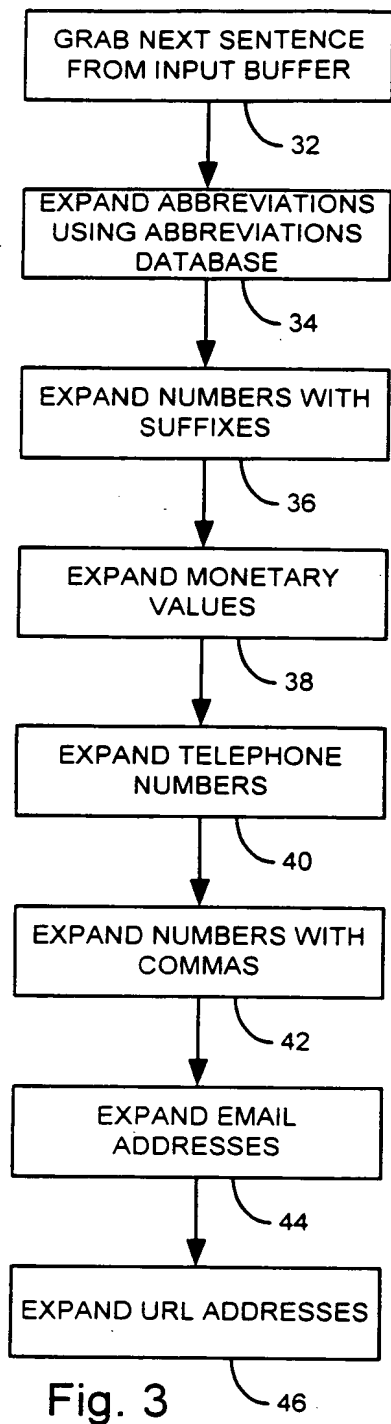 GRAB NEXT SENTENCE
FROM INPUT BUFFER
32
EXPAND ABBREVIATIONS
USING ABBREVIATIONS
DATABASE
34
EXPAND NUMBERS WITH
SUFFIXES
36
EXPAND MONETARY
VALUES
38
EXPAND TELEPHONE
NUMBERS
40
EXPAND NUMBERS WITH
COMMAS
42
EXPAND EMAIL
ADDRESSES
44
EXPAND URL ADDRESSES
46
Fig. 3